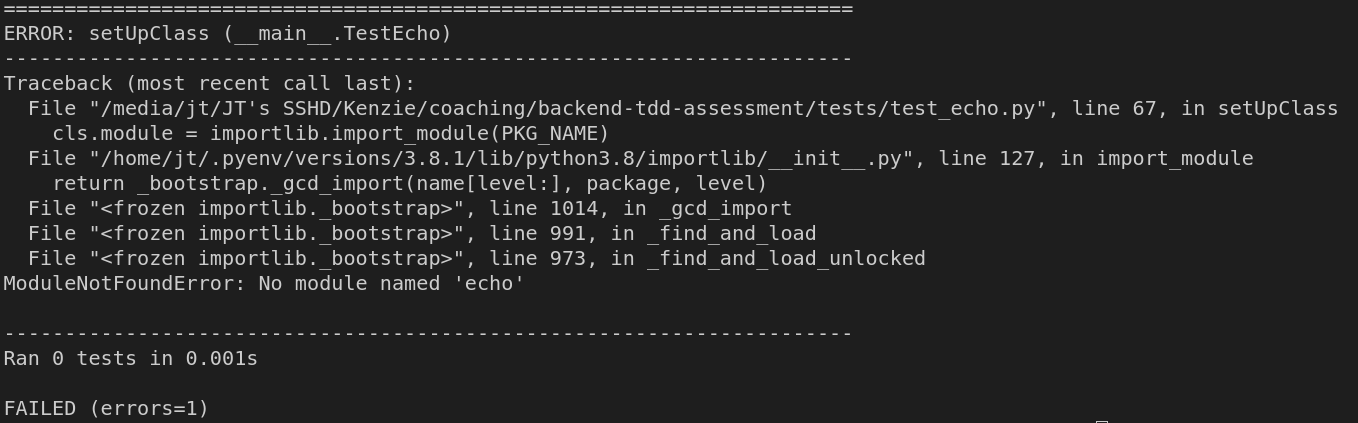 ======================================================================
ERROR: setUpClass (__main__.TestEcho)
----------------------------------------------------------------------
Traceback (most recent call last):
  File "/media/jt/JT's SSHD/Kenzie/coaching/backend-tdd-assessment/tests/test_echo.py", line 67, in setUpClass
    cls.module = importlib.import_module(PKG_NAME)
  File "/home/jt/.pyenv/versions/3.8.1/lib/python3.8/importlib/__init__.py", line 127, in import_module
    return _bootstrap._gcd_import(name[level:], package, level)
  File "<frozen importlib._bootstrap>", line 1014, in _gcd_import
  File "<frozen importlib._bootstrap>", line 991, in _find_and_load
  File "<frozen importlib._bootstrap>", line 973, in _find_and_load_unlocked
ModuleNotFoundError: No module named 'echo'

----------------------------------------------------------------------
Ran 0 tests in 0.001s

FAILED (errors=1)